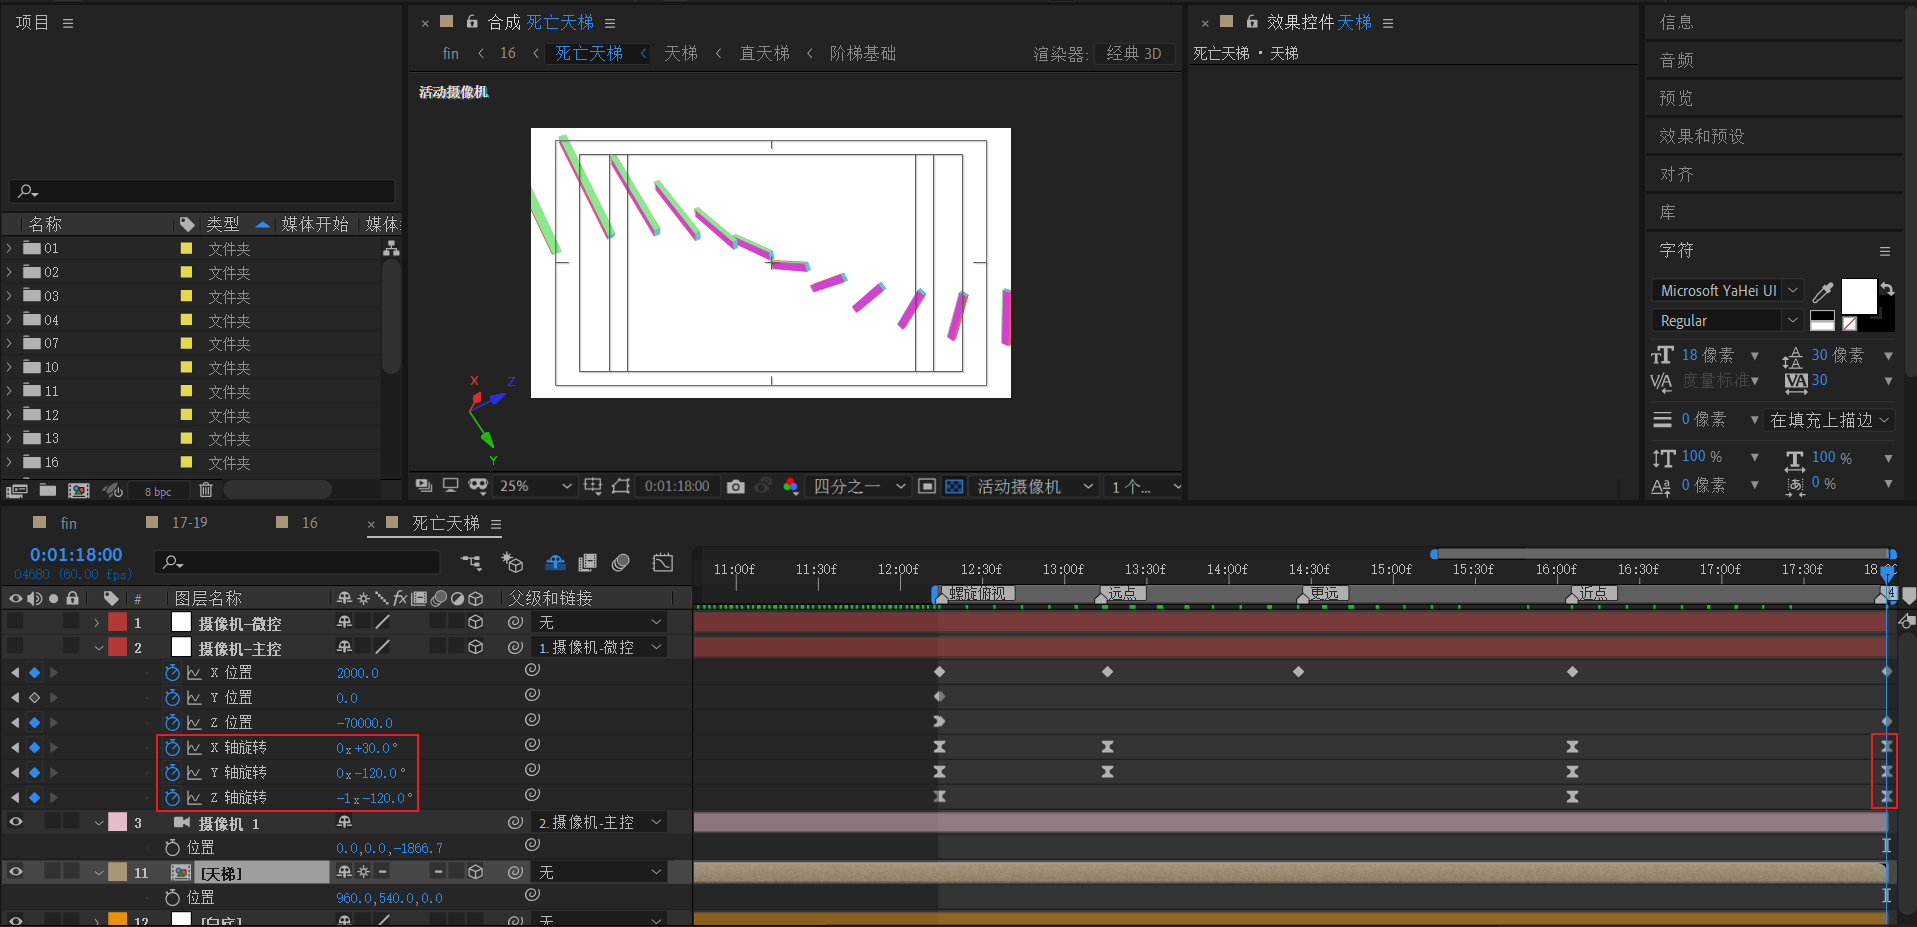 项目
合成 死亡天梯
效果控件 天梯
信息
fin 16 死亡天梯 天梯 直天梯 阶梯基础
渲染器: 经典 3D
死亡天梯 • 天梯
音频
活动摄像机
预览
效果和预设
对齐
库
名称 类型 媒体开始 媒体
01 文件夹
02 文件夹
03 文件夹
04 文件夹
07 文件夹
10 文件夹
11 文件夹
12 文件夹
13 文件夹
16 文件夹
8 bpc
X Z
Y
25% 0:01:18:00 四分之一 活动摄像机 1 个...
字符
Microsoft YaHei UI
Regular
18 像素 30 像素
度量标准 30
0 像素 在填充上描边
100 % 100 %
0 像素 0 %
fin 17-19 16 死亡天梯
0:01:18:00
04680 (60.00 fps)
11:00f 11:30f 12:00f 12:30f 13:00f 13:30f 14:00f 14:30f 15:00f 15:30f 16:00f 16:30f 17:00f 17:30f 18:00
# 图层名称 父级和链接
螺旋俯视 远点 更远 近点 4
1 摄像机-微控 无
2 摄像机-主控 1. 摄像机-微控
X 位置 2000.0
Y 位置 0.0
Z 位置 -70000.0
X 轴旋转 0x+30.0°
Y 轴旋转 0x-120.0°
Z 轴旋转 -1x-120.0°
3 摄像机 1 2. 摄像机-主控
位置 0.0,0.0,-1866.7
11 [天梯] 无
位置 960.0,540.0,0.0
12 [白底] 无